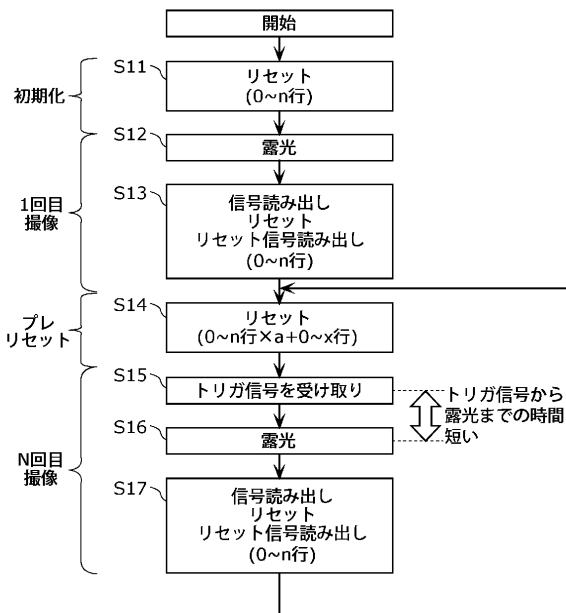 開始
S11
リセット
(0~n行)
初期化
S12
露光
S13
信号読み出し
リセット
リセット信号読み出し
(0~n行)
1回目
撮像
S14
リセット
(0~n行×a+0~x行)
プレ
リセット
S15
トリガ信号を受け取り
トリガ信号から
露光までの時間
短い
S16
露光
N回目
撮像
S17
信号読み出し
リセット
リセット信号読み出し
(0~n行)